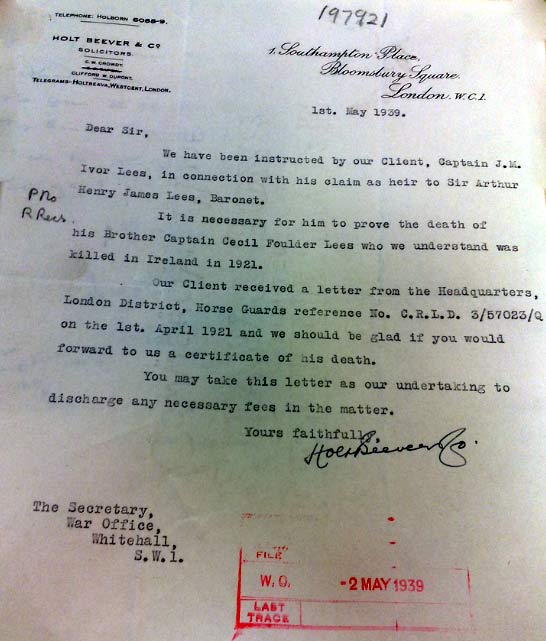 197921
TELEPHONE: HOLBORN 6055-9.
HOLT BEEVER & Cº
SOLICITORS.
C.W. CROWDY.
CLIFFORD W. DUPONT.
TELEGRAMS-HOLTREAVA, WESTCENT, LONDON.
1, Southampton Place,
Bloomsbury Square.
London. W.C.1.
1st. May 1939.
Dear Sir,
We have been instructed by our Client, Captain J.M.
Ivor Lees, in connection with his claim as heir to Sir Arthur
Henry James Lees, Baronet.
P No
It is necessary for him to prove the death of
his Brother Captain Cecil Foulder Lees who we understand was
killed in Ireland in 1921.
Our Client received a letter from the Headquarters,
London District, Horse Guards reference No. C.R.L.D. 3/57023/Q
on the 1st. April 1921 and we should be glad if you would
forward to us a certificate of his death.
You may take this letter as our undertaking to
discharge any necessary fees in the matter.
Yours faithfully
Holt Beever & Co.
The Secretary,
War Office,
Whitehall,
S.W.1.
FILE
W.O. -2 MAY 1939
LAST
TRACE